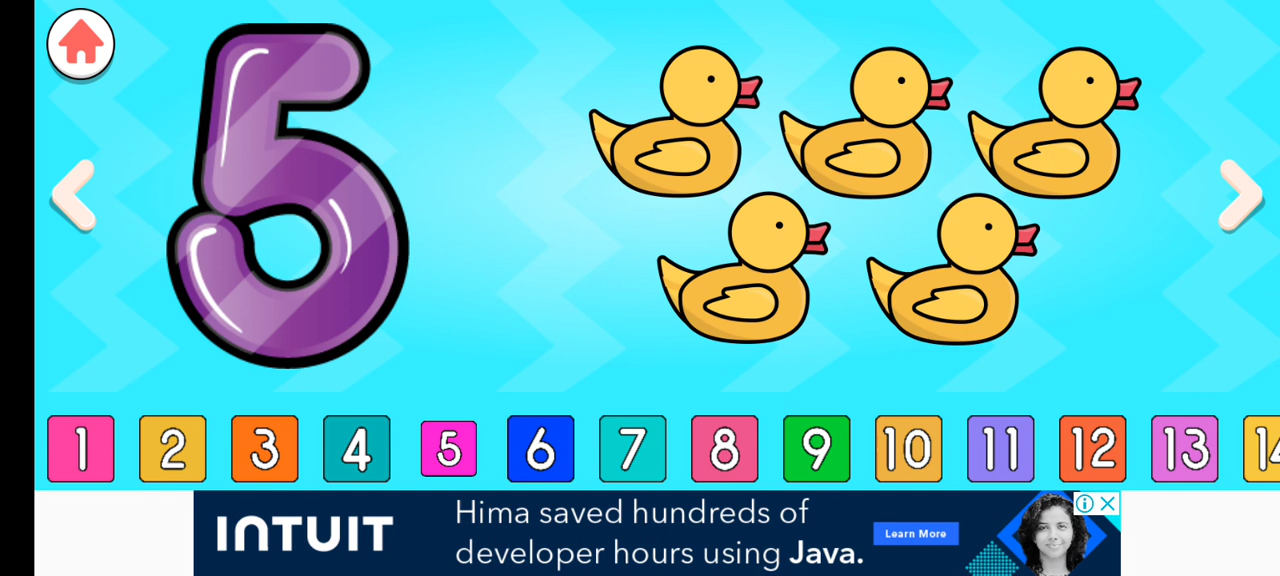 5
1 2 3 4 5 6 7 8 9 10 11 12 13 14
INTUIT
Hima saved hundreds of
developer hours using Java.
Learn More